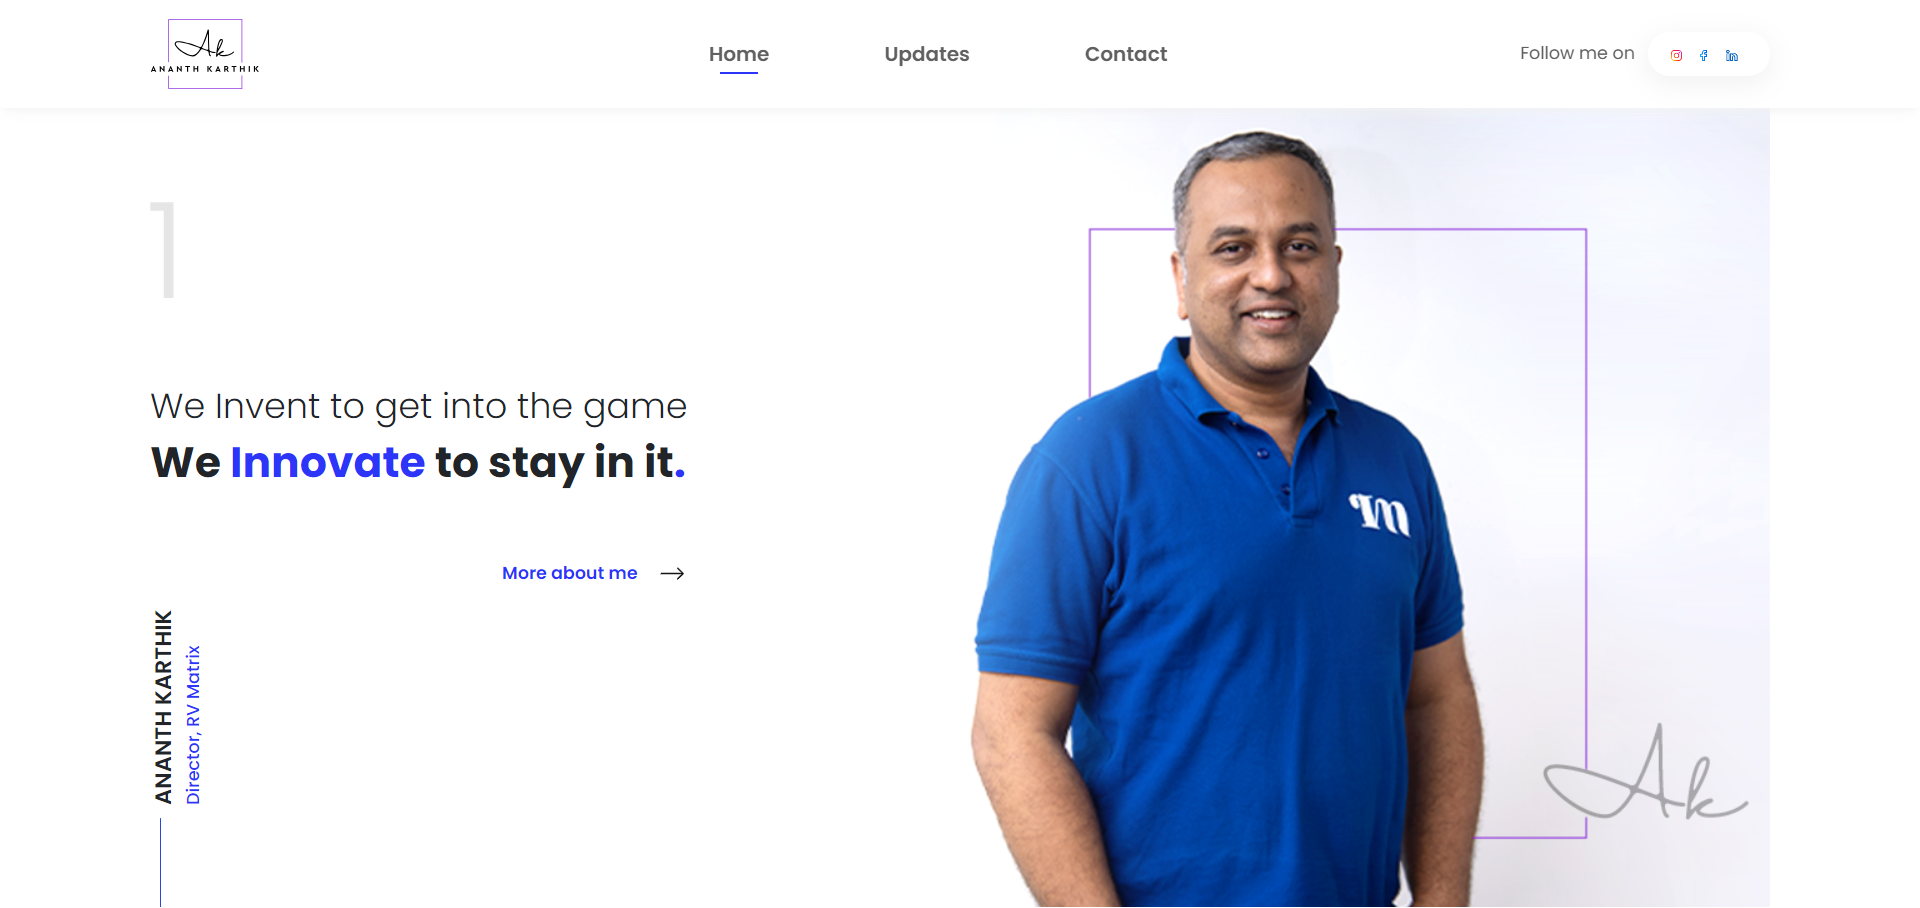 Ak
ANANTH KARTHIK
Home
Updates
Contact
Follow me on
1
We Invent to get into the game
We Innovate to stay in it.
More about me
ANANTH KARTHIK
Director, RV Matrix
Ak